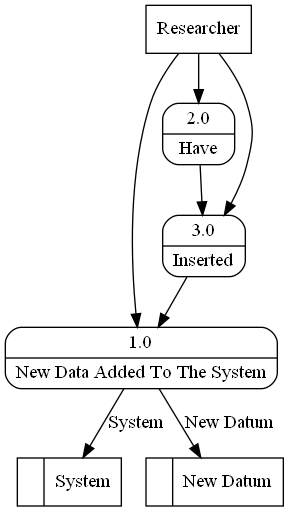 Researcher
2.0
Have
3.0
Inserted
1.0
New Data Added To The System
System
New Datum
System
New Datum